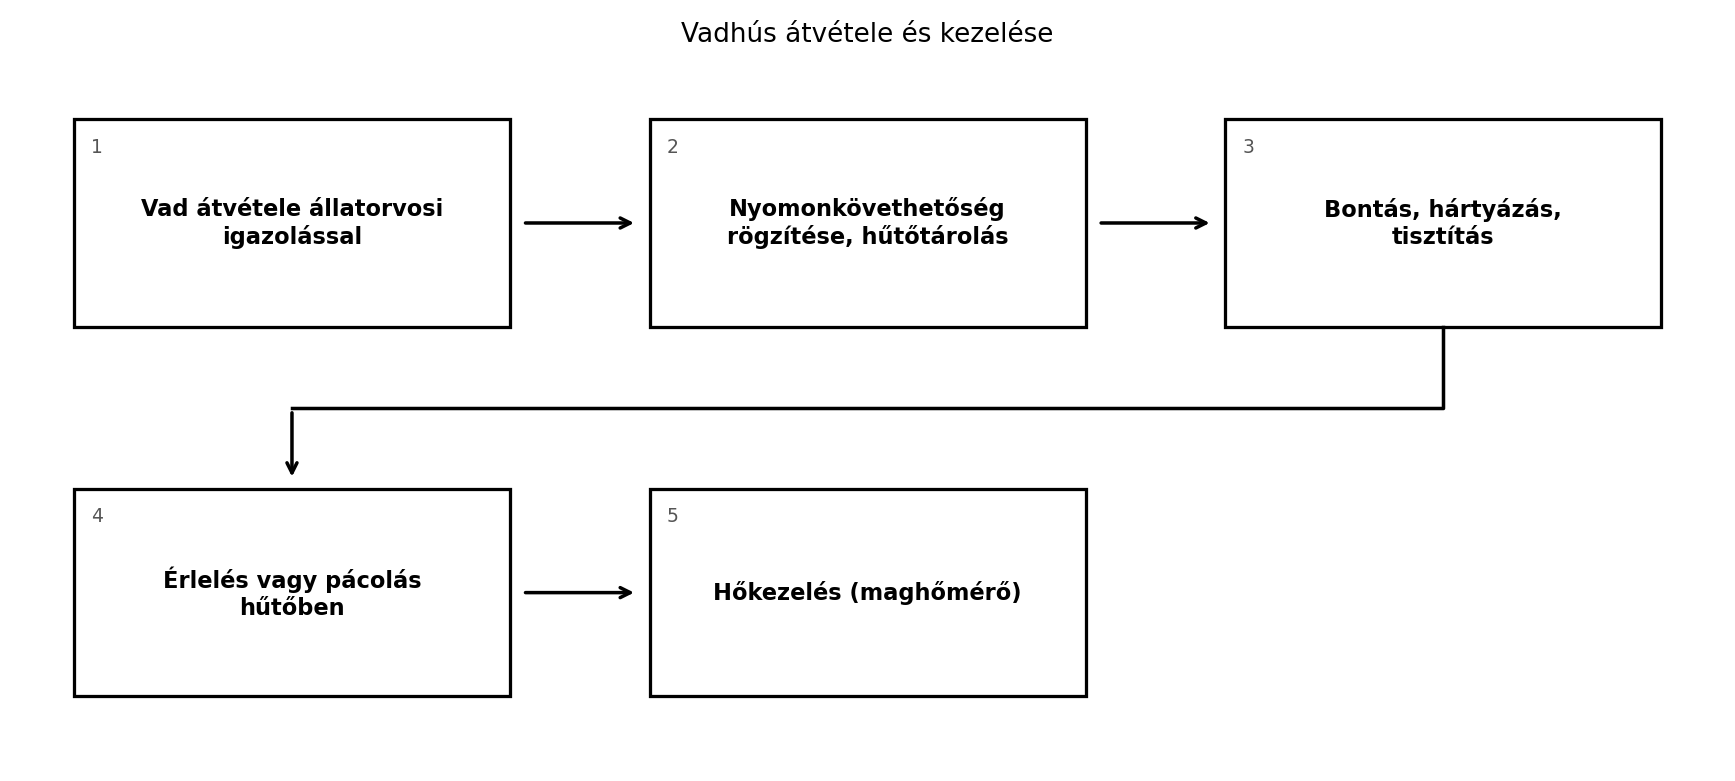 Vadhús átvétele és kezelése
1
Vad átvétele állatorvosi
igazolással
2
Nyomonkövethetőség
rögzítése, hűtőtárolás
3
Bontás, hártyázás,
tisztítás
4
Érlelés vagy pácolás
hűtőben
5
Hőkezelés (maghőmérő)